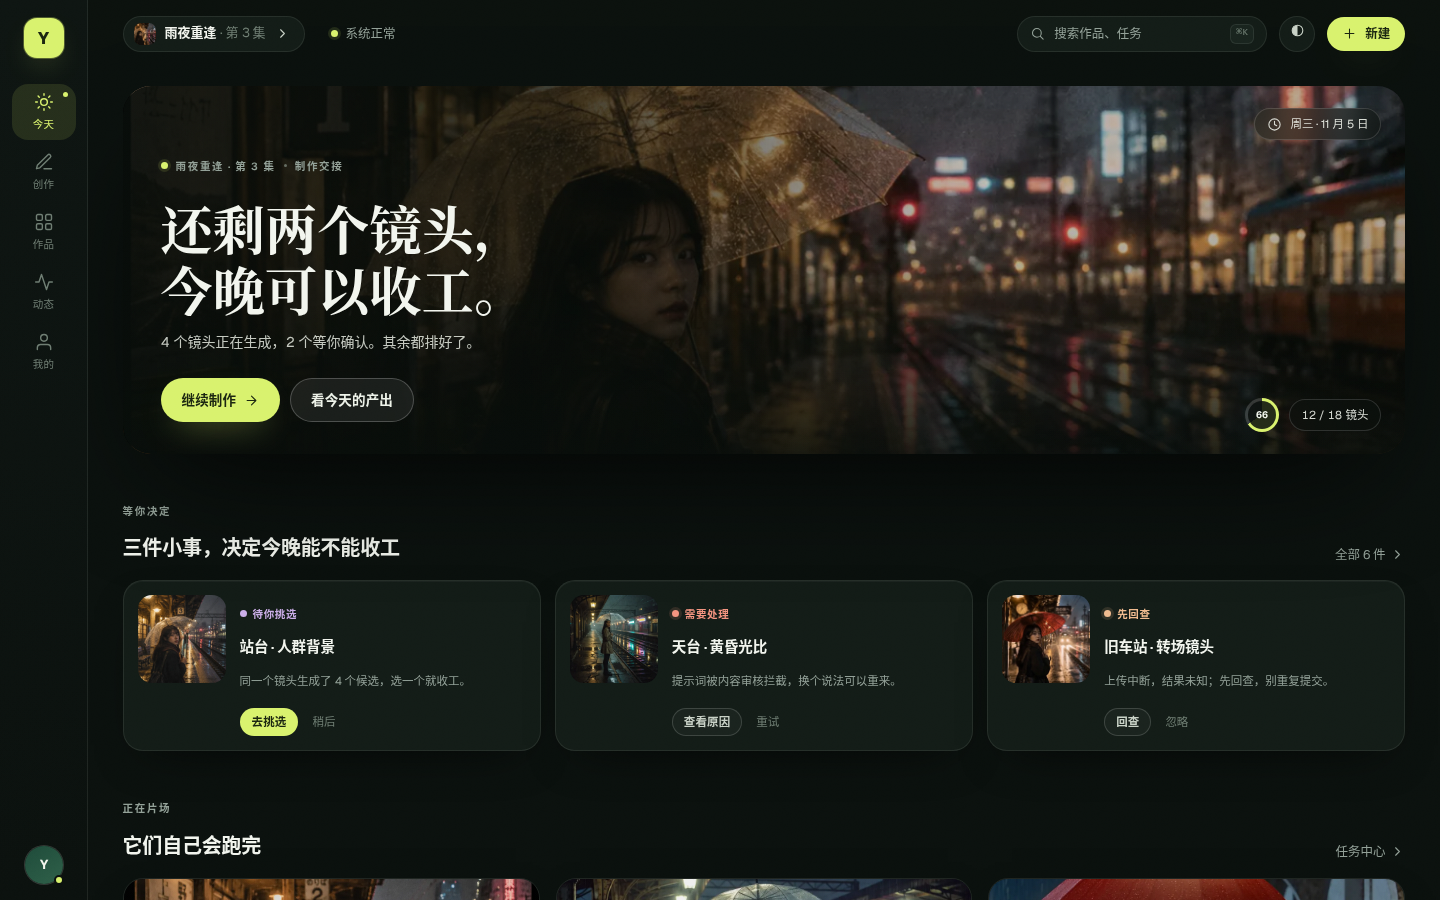 Y
雨夜重逢 · 第 3 集
系统正常
搜索作品、任务
⌘K
新建
今天
创作
作品
动态
我的
周三 · 11 月 5 日
雨夜重逢 · 第 3 集 · 制作交接
还剩两个镜头，
今晚可以收工。
4 个镜头正在生成，2 个等你确认。其余都排好了。
继续制作
看今天的产出
66
12 / 18 镜头
等你决定
三件小事，决定今晚能不能收工
全部 6 件
待你挑选
站台 · 人群背景
同一个镜头生成了 4 个候选，选一个就收工。
去挑选
稍后
需要处理
天台 · 黄昏光比
提示词被内容审核拦截，换个说法可以重来。
查看原因
重试
先回查
旧车站 · 转场镜头
上传中断，结果未知；先回查，别重复提交。
回查
忽略
正在片场
它们自己会跑完
任务中心
Y